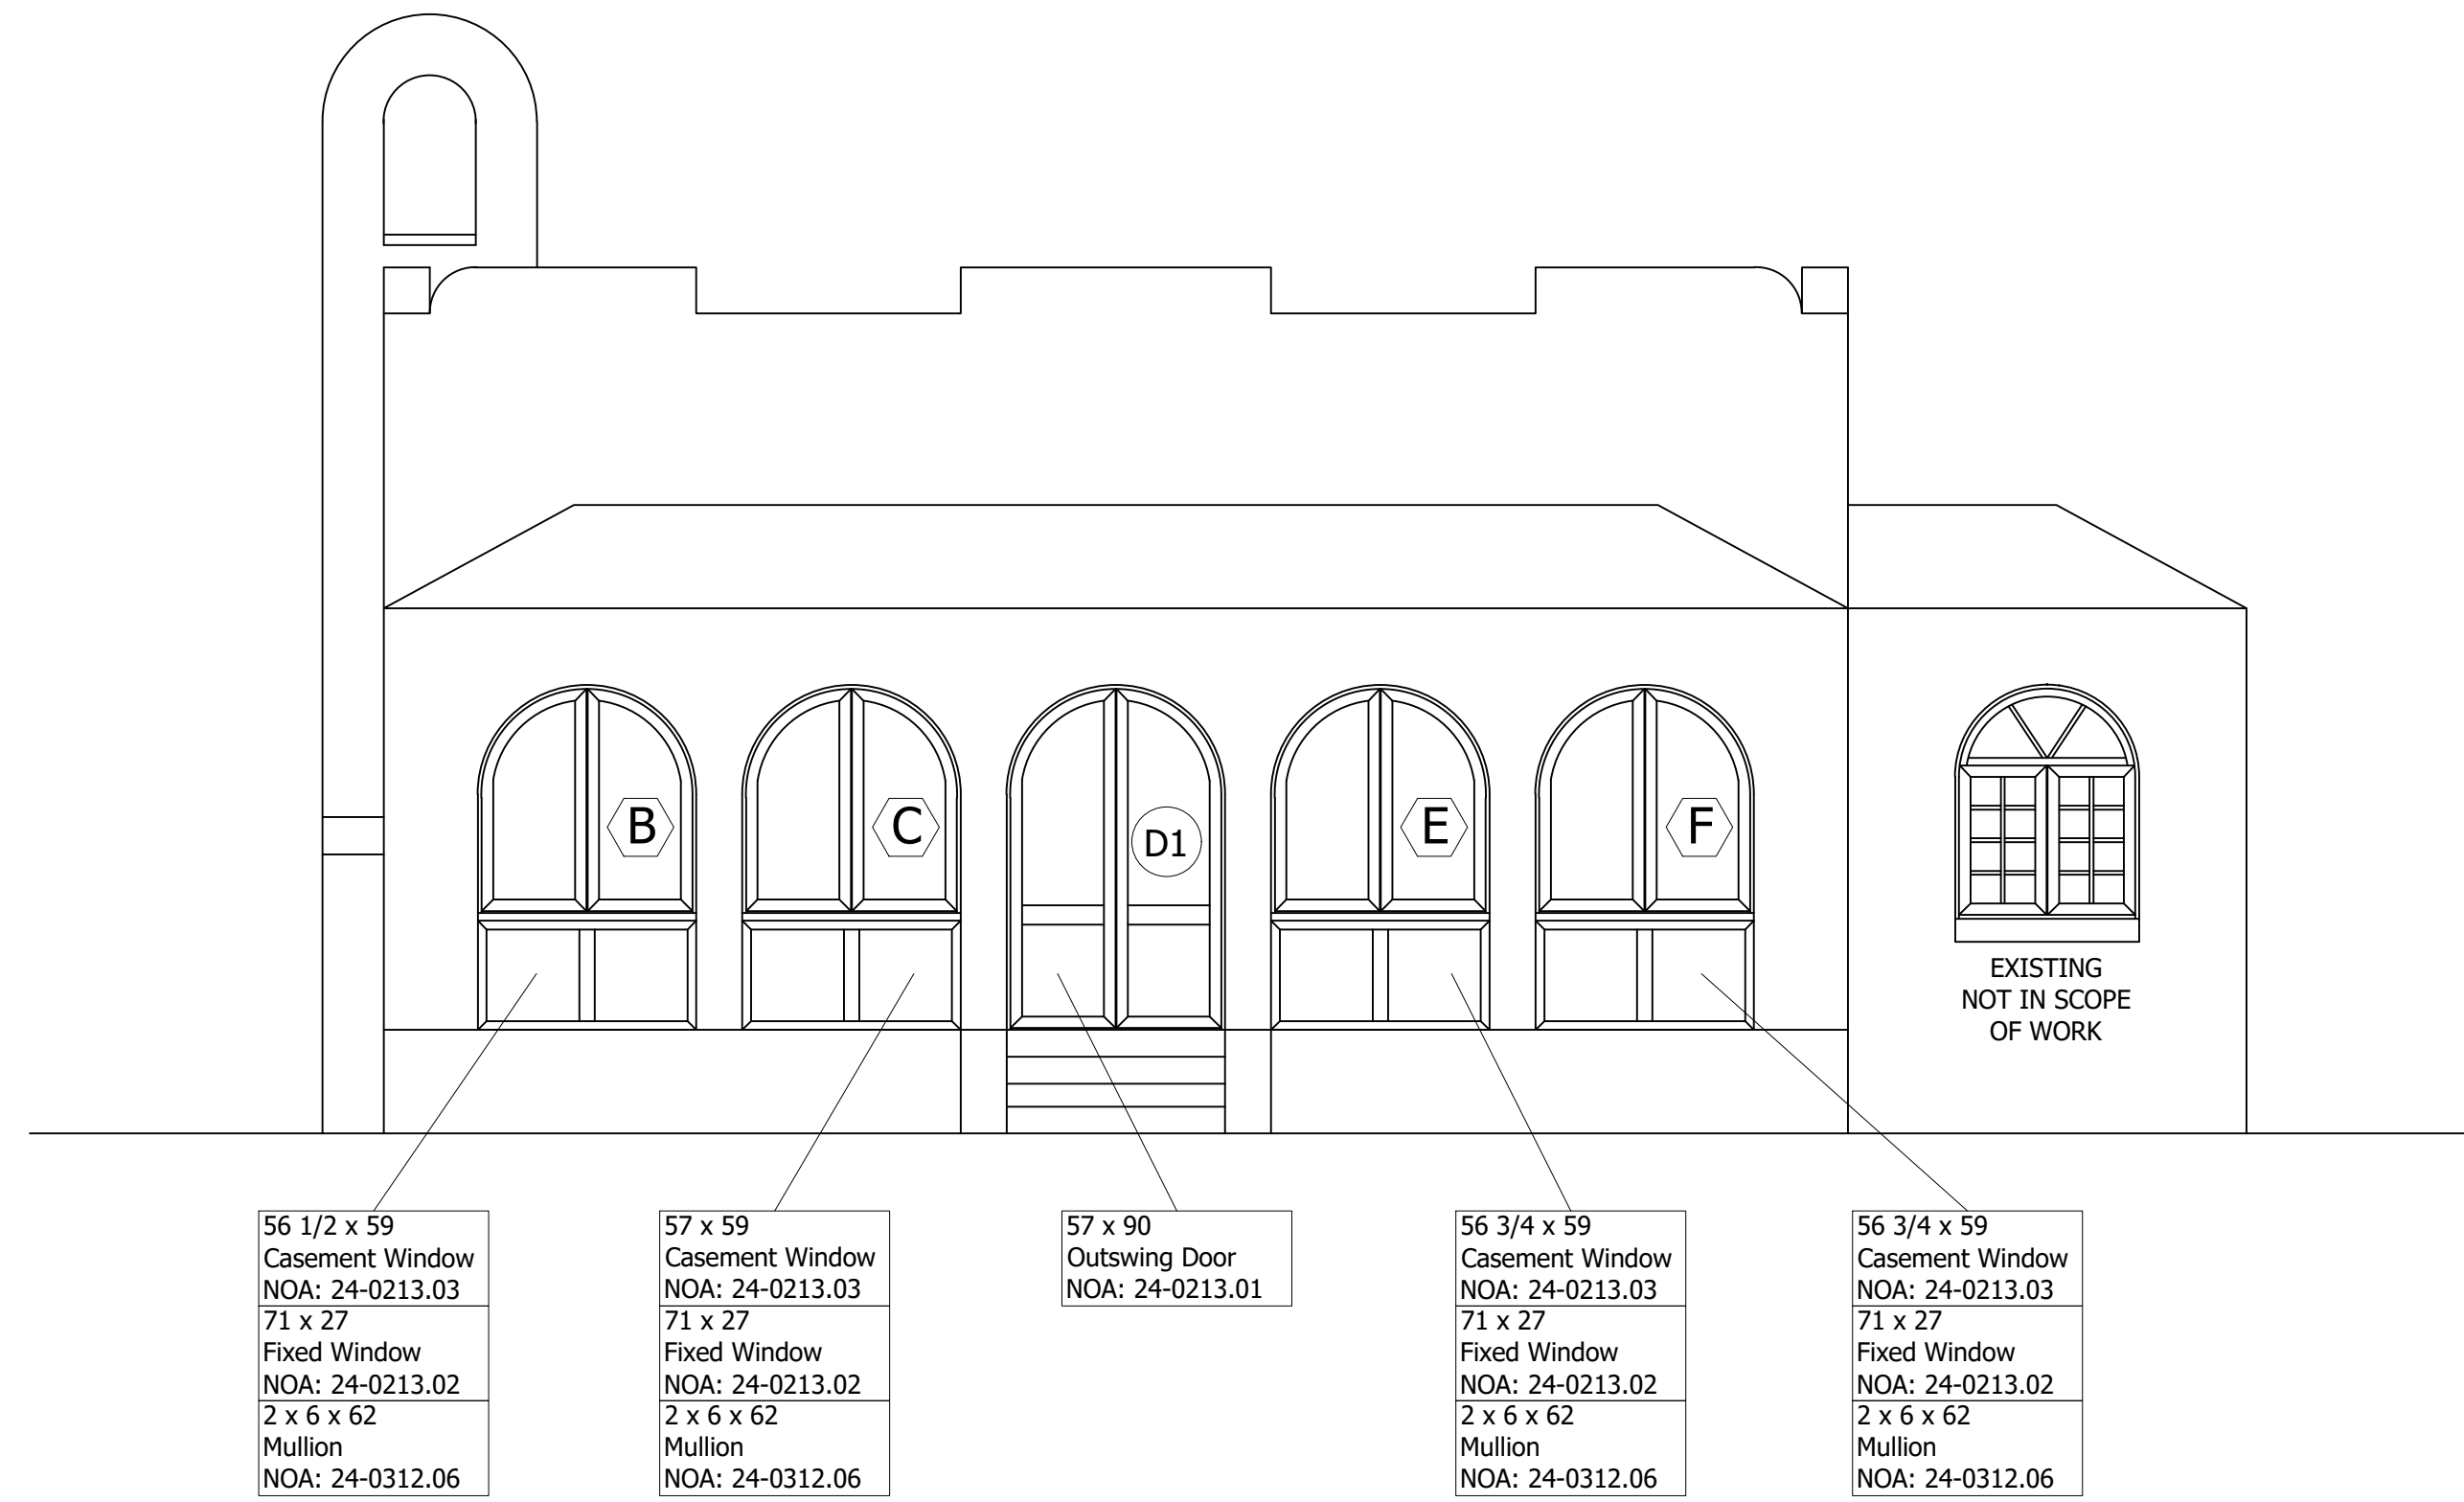 B
C
D1
E
F
EXISTING
NOT IN SCOPE
OF WORK
56 1/2 x 59
Casement Window
NOA: 24-0213.03
71 x 27
Fixed Window
NOA: 24-0213.02
2 x 6 x 62
Mullion
NOA: 24-0312.06
57 x 59
Casement Window
NOA: 24-0213.03
71 x 27
Fixed Window
NOA: 24-0213.02
2 x 6 x 62
Mullion
NOA: 24-0312.06
57 x 90
Outswing Door
NOA: 24-0213.01
56 3/4 x 59
Casement Window
NOA: 24-0213.03
71 x 27
Fixed Window
NOA: 24-0213.02
2 x 6 x 62
Mullion
NOA: 24-0312.06
56 3/4 x 59
Casement Window
NOA: 24-0213.03
71 x 27
Fixed Window
NOA: 24-0213.02
2 x 6 x 62
Mullion
NOA: 24-0312.06